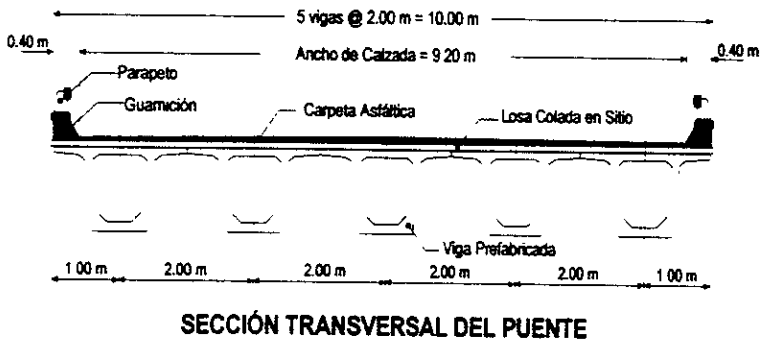 5 vigas @ 2.00 m = 10.00 m
0.40 m
Ancho de Calzada = 9 20 m
0.40 m
Parapeto
Guarnición
Carpeta Asfáltica
Losa Colada en Sitio
Viga Prefabricada
1 00 m
2.00 m
2.00 m
2.00 m
2.00 m
1 00 m
SECCIÓN TRANSVERSAL DEL PUENTE